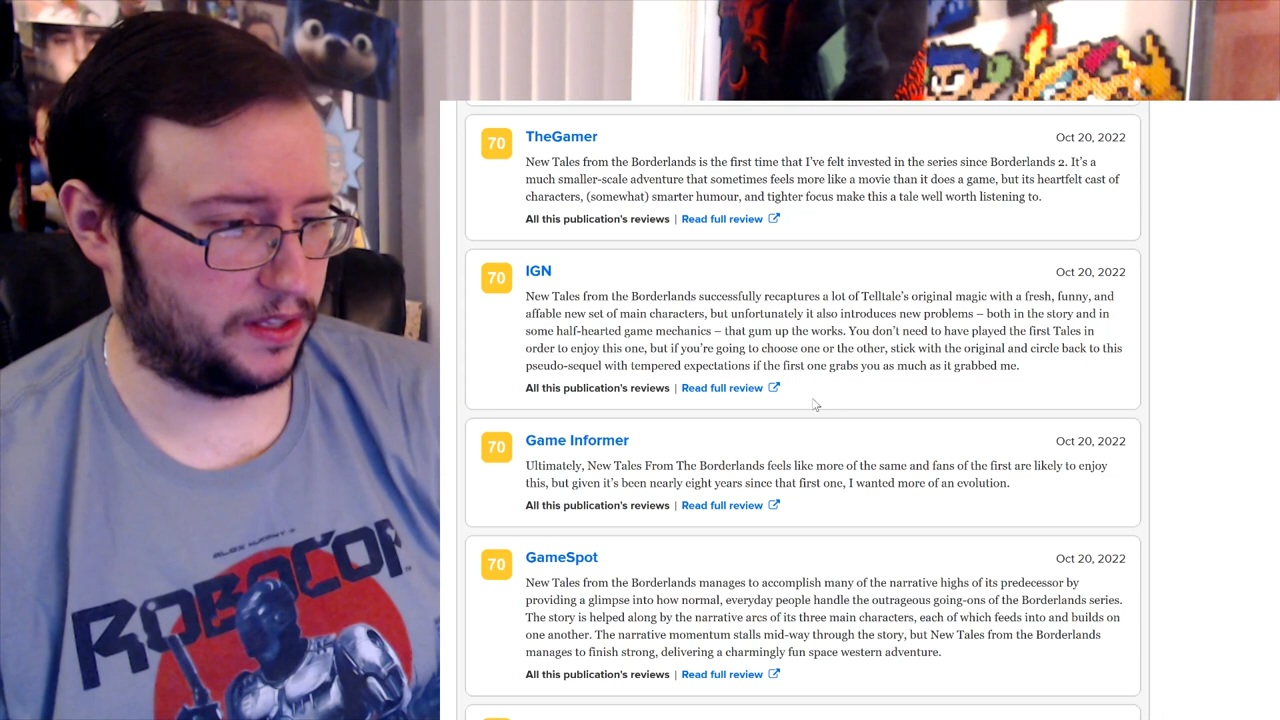 70
TheGamer
Oct 20, 2022
New Tales from the Borderlands is the first time that I've felt invested in the series since Borderlands 2. It's a
much smaller-scale adventure that sometimes feels more like a movie than it does a game, but its heartfelt cast of
characters, (somewhat) smarter humour, and tighter focus make this a tale well worth listening to.
All this publication's reviews | Read full review
70
IGN
Oct 20, 2022
New Tales from the Borderlands successfully recaptures a lot of Telltale's original magic with a fresh, funny, and
affable new set of main characters, but unfortunately it also introduces new problems – both in the story and in
some half-hearted game mechanics – that gum up the works. You don't need to have played the first Tales in
order to enjoy this one, but if you're going to choose one or the other, stick with the original and circle back to this
pseudo-sequel with tempered expectations if the first one grabs you as much as it grabbed me.
All this publication's reviews | Read full review
70
Game Informer
Oct 20, 2022
Ultimately, New Tales From The Borderlands feels like more of the same and fans of the first are likely to enjoy
this, but given it's been nearly eight years since that first one, I wanted more of an evolution.
All this publication's reviews | Read full review
70
GameSpot
Oct 20, 2022
New Tales from the Borderlands manages to accomplish many of the narrative highs of its predecessor by
providing a glimpse into how normal, everyday people handle the outrageous going-ons of the Borderlands series.
The story is helped along by the narrative arcs of its three main characters, each of which feeds into and builds on
one another. The narrative momentum stalls mid-way through the story, but New Tales from the Borderlands
manages to finish strong, delivering a charmingly fun space western adventure.
All this publication's reviews | Read full review
ALEX MURPHY IS
ROBOCOP